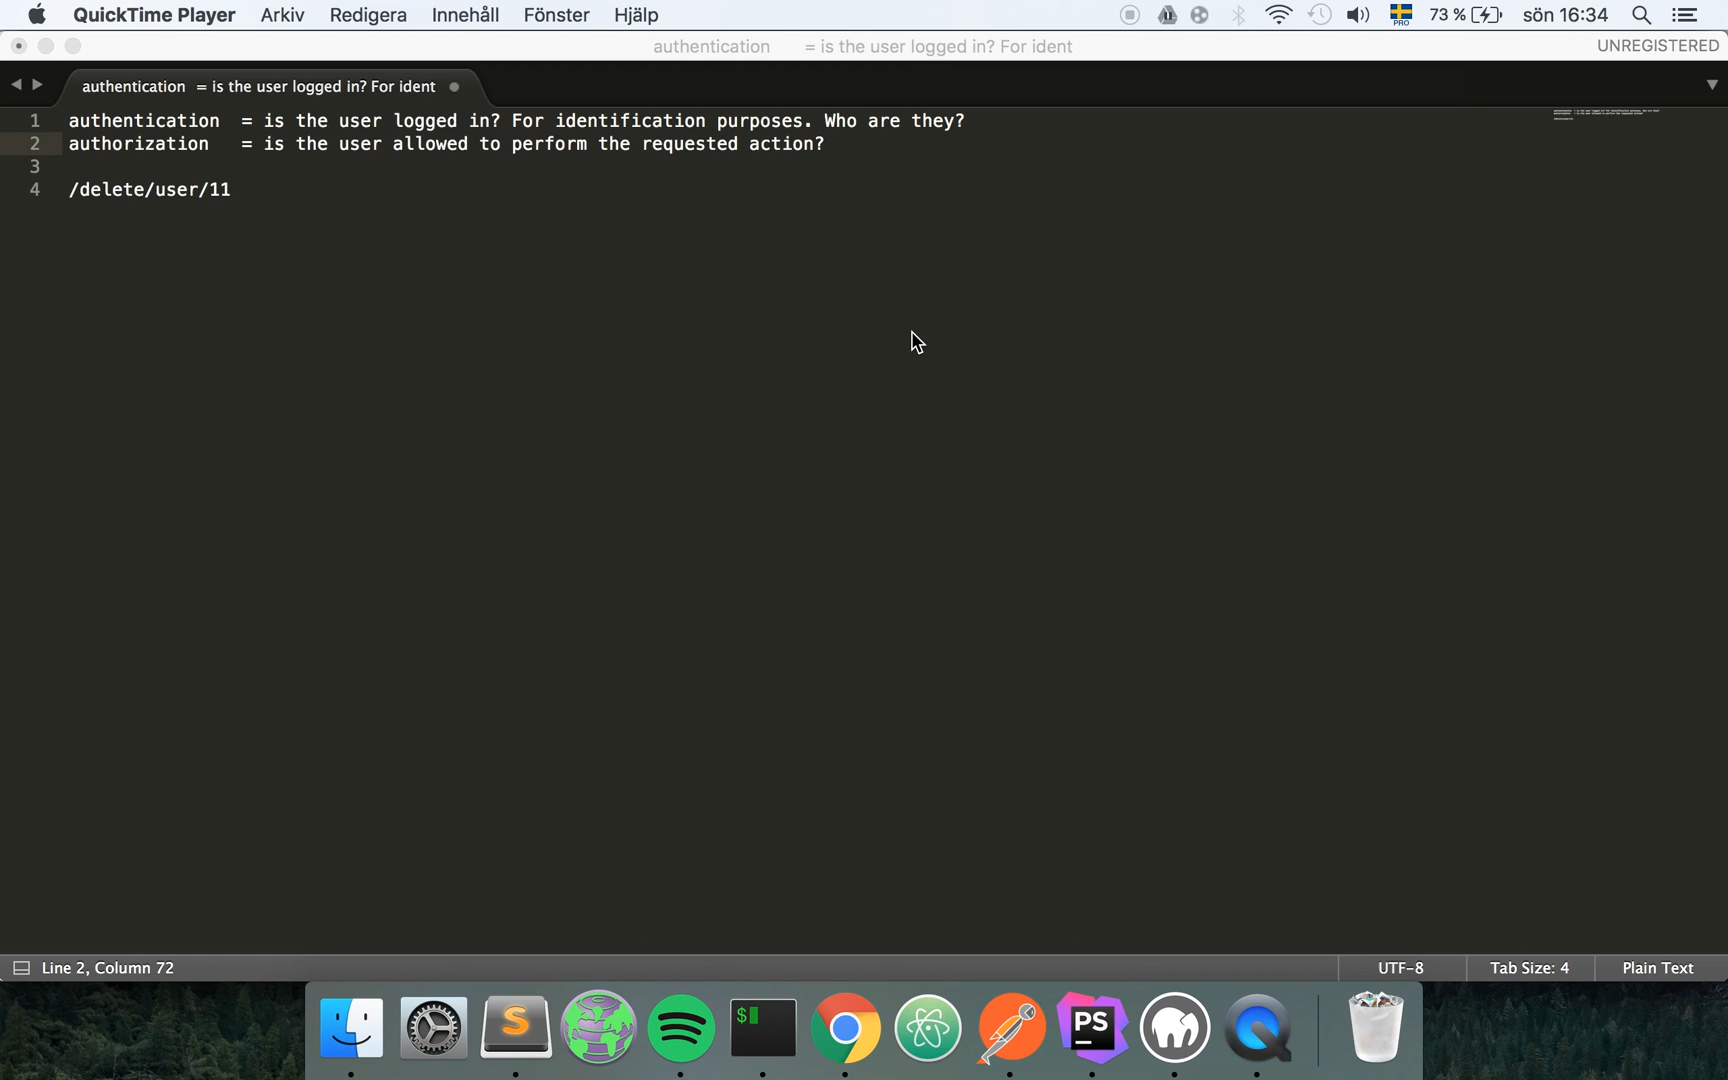 QuickTime Player Arkiv Redigera Innehåll Fönster Hjälp PRO 73 % sön 16:34
authentication = is the user logged in? For ident UNREGISTERED
authentication = is the user logged in? For ident
1 authentication = is the user logged in? For identification purposes. Who are they?
2 authorization = is the user allowed to perform the requested action?
3
4 /delete/user/11
Line 2, Column 72 UTF-8 Tab Size: 4 Plain Text
S $ PS